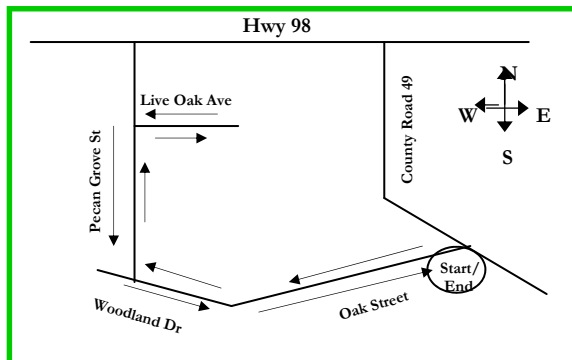 Hwy 98
N
Live Oak Ave
County Road 49
W
E
S
Pecan Grove St
Start/
End
Oak Street
Woodland Dr